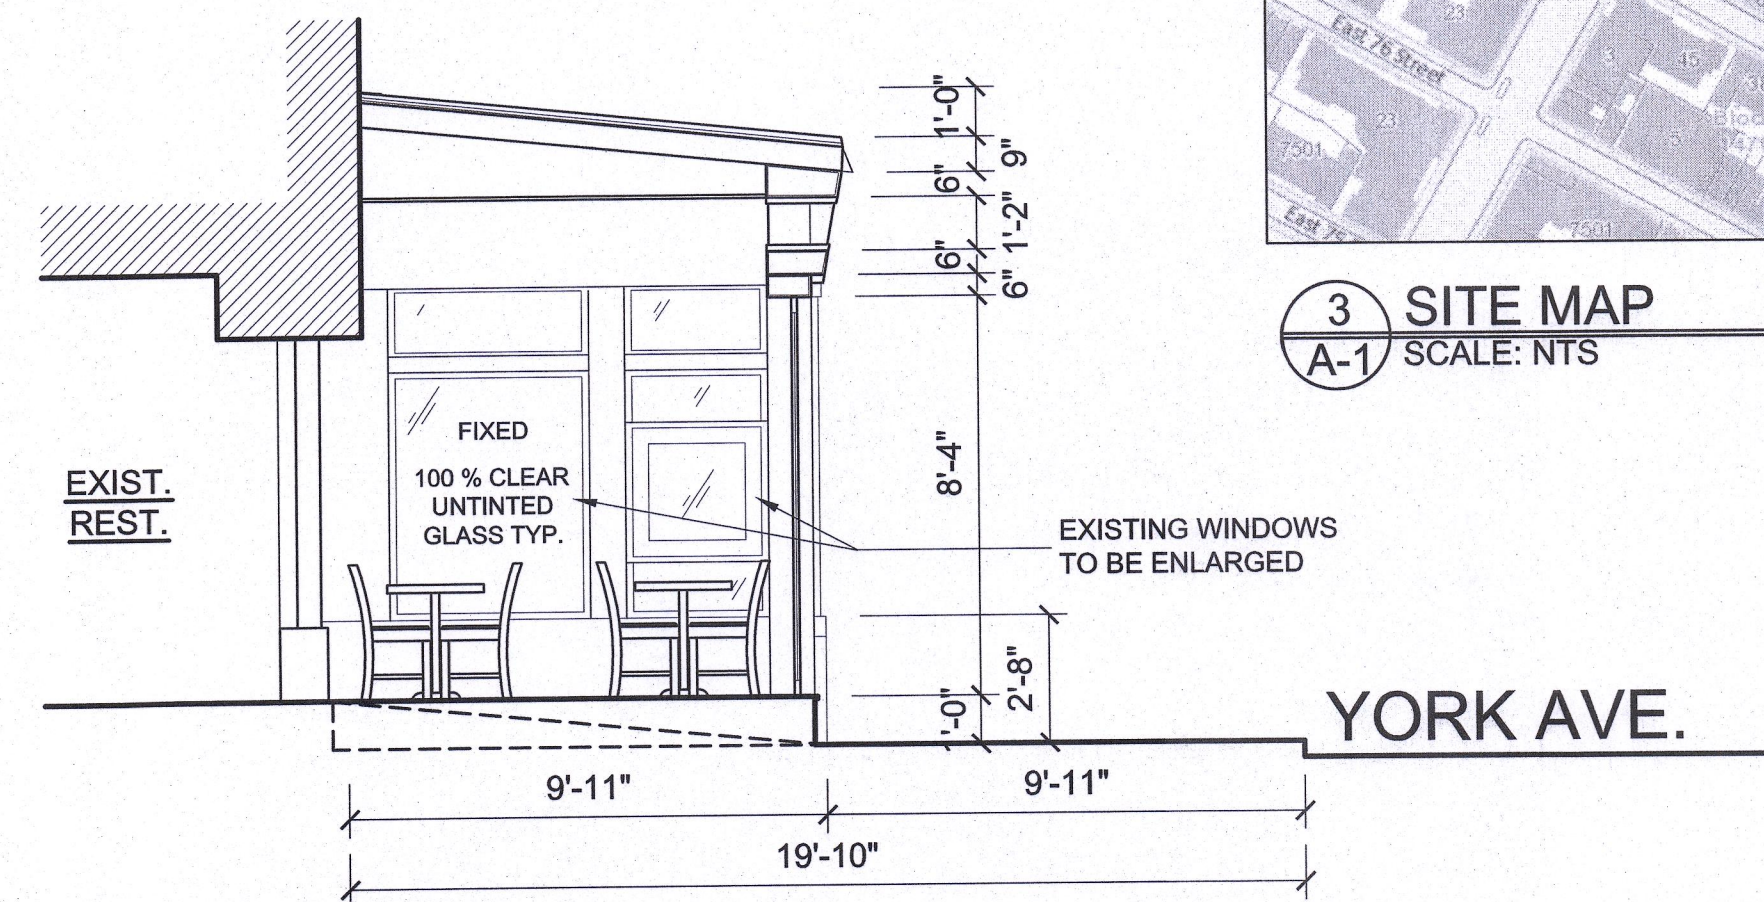 East 76 Street
23
3
45
23
7501
East 75
7501
1'-0"
9"
6"
1'-2"
6"
6"
8'-4"
2'-8"
'-0"
3
A-1
SITE MAP
SCALE: NTS
FIXED
100 % CLEAR
UNTINTED
GLASS TYP.
EXIST.
REST.
EXISTING WINDOWS
TO BE ENLARGED
YORK AVE.
9'-11"
9'-11"
19'-10"